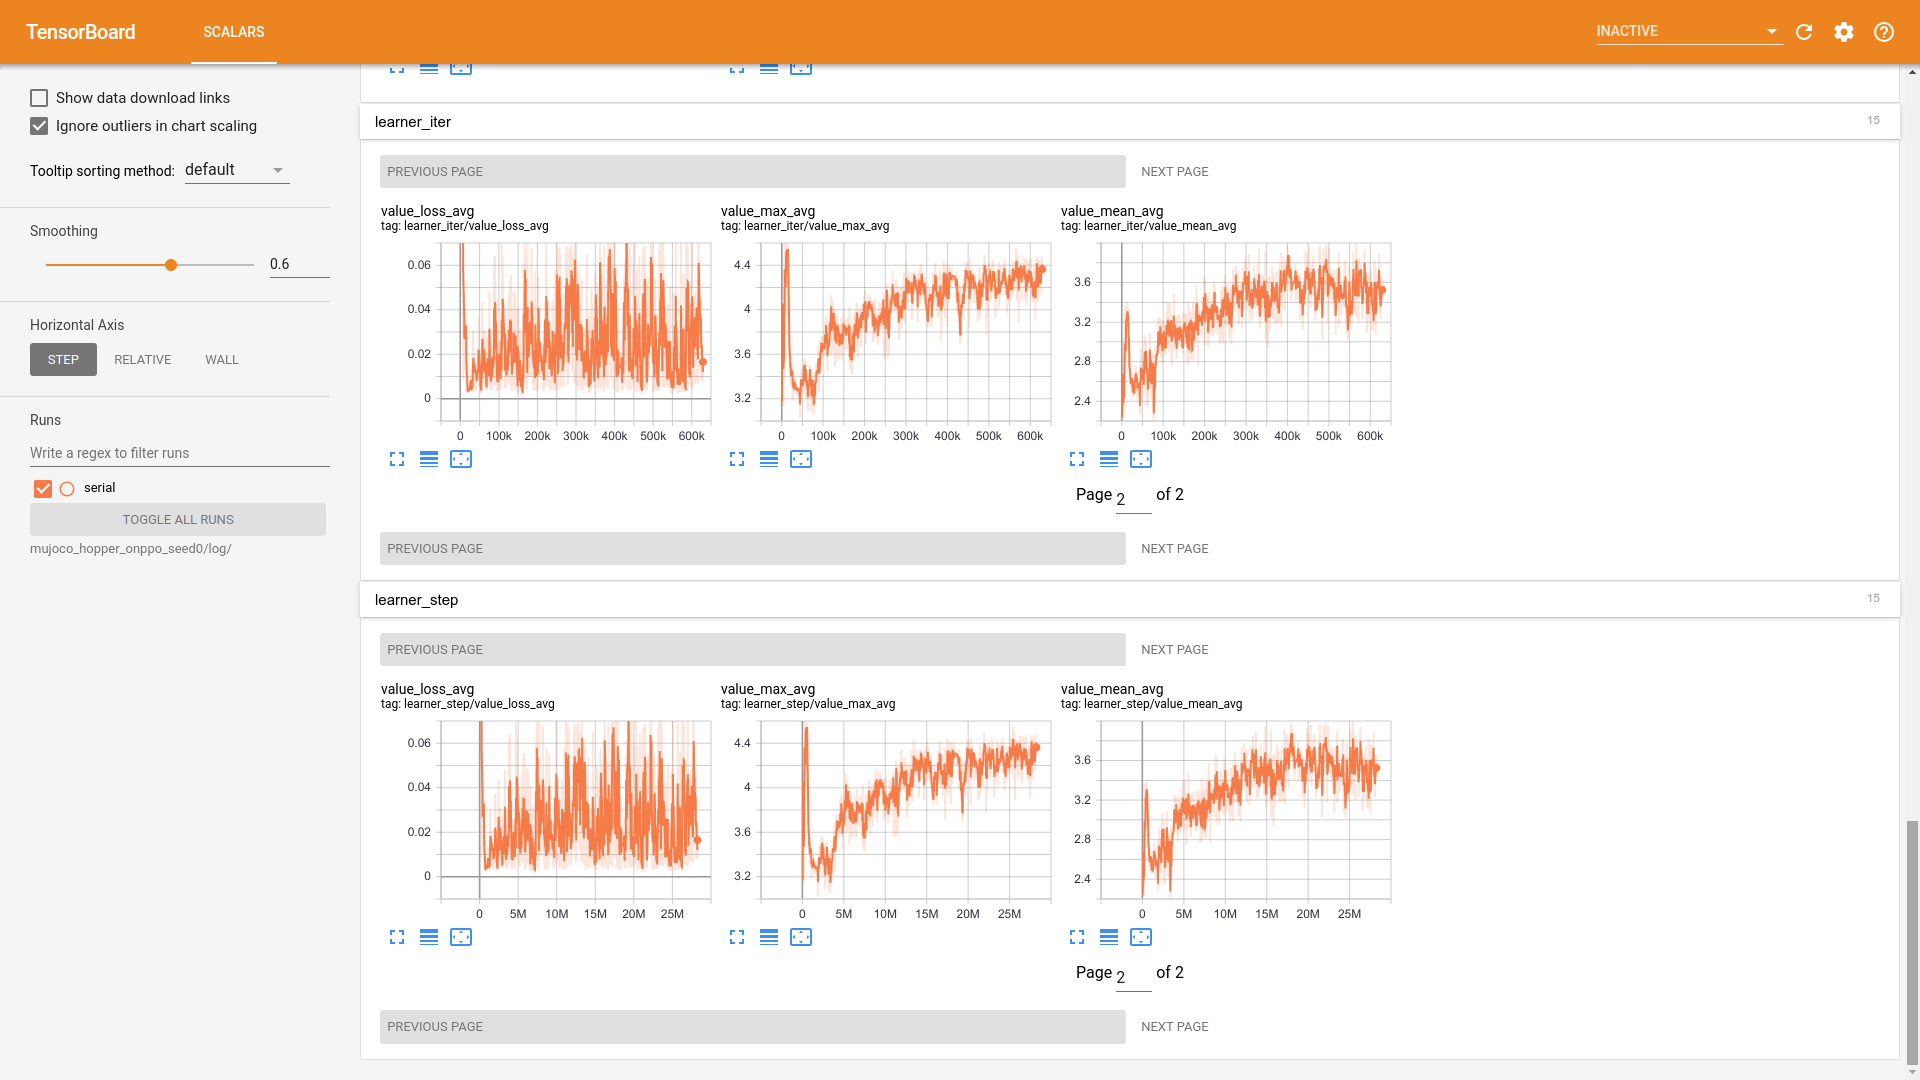 TensorBoard
SCALARS
INACTIVE
Show data download links
Ignore outliers in chart scaling
Tooltip sorting method: default
Smoothing
0.6
Horizontal Axis
STEP RELATIVE WALL
Runs
Write a regex to filter runs
serial
TOGGLE ALL RUNS
mujoco_hopper_onppo_seed0/log/
learner_iter 15
PREVIOUS PAGE NEXT PAGE
value_loss_avg
tag: learner_iter/value_loss_avg
0.06
0.04
0.02
0
0 100k 200k 300k 400k 500k 600k
value_max_avg
tag: learner_iter/value_max_avg
4.4
4
3.6
3.2
0 100k 200k 300k 400k 500k 600k
value_mean_avg
tag: learner_iter/value_mean_avg
3.6
3.2
2.8
2.4
0 100k 200k 300k 400k 500k 600k
Page 2 of 2
PREVIOUS PAGE NEXT PAGE
learner_step 15
PREVIOUS PAGE NEXT PAGE
value_loss_avg
tag: learner_step/value_loss_avg
0.06
0.04
0.02
0
0 5M 10M 15M 20M 25M
value_max_avg
tag: learner_step/value_max_avg
4.4
4
3.6
3.2
0 5M 10M 15M 20M 25M
value_mean_avg
tag: learner_step/value_mean_avg
3.6
3.2
2.8
2.4
0 5M 10M 15M 20M 25M
Page 2 of 2
PREVIOUS PAGE NEXT PAGE